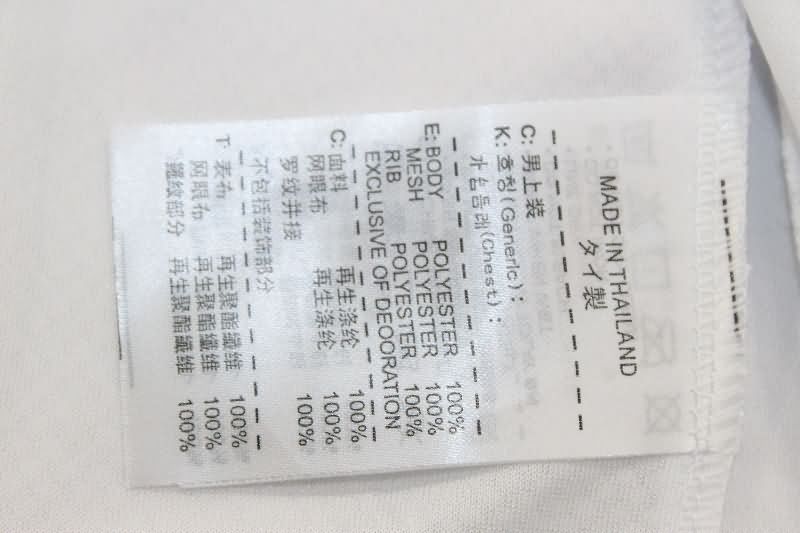 MADE IN THAILAND
タイ製
C: 男上装
K: 호칭(Generic):
가슴둘레(Chest):
E: BODY POLYESTER 100%
MESH POLYESTER 100%
RIB POLYESTER 100%
EXCLUSIVE OF DEOORATION
C: 面料 再生涤纶 100%
网眼布 再生涤纶 100%
罗纹并接 100%
不包括装饰部分
T: 表布 再生聚酯纖维 100%
网眼布 再生聚酯纖维 100%
羅紋部分 再生聚酯纖维 100%